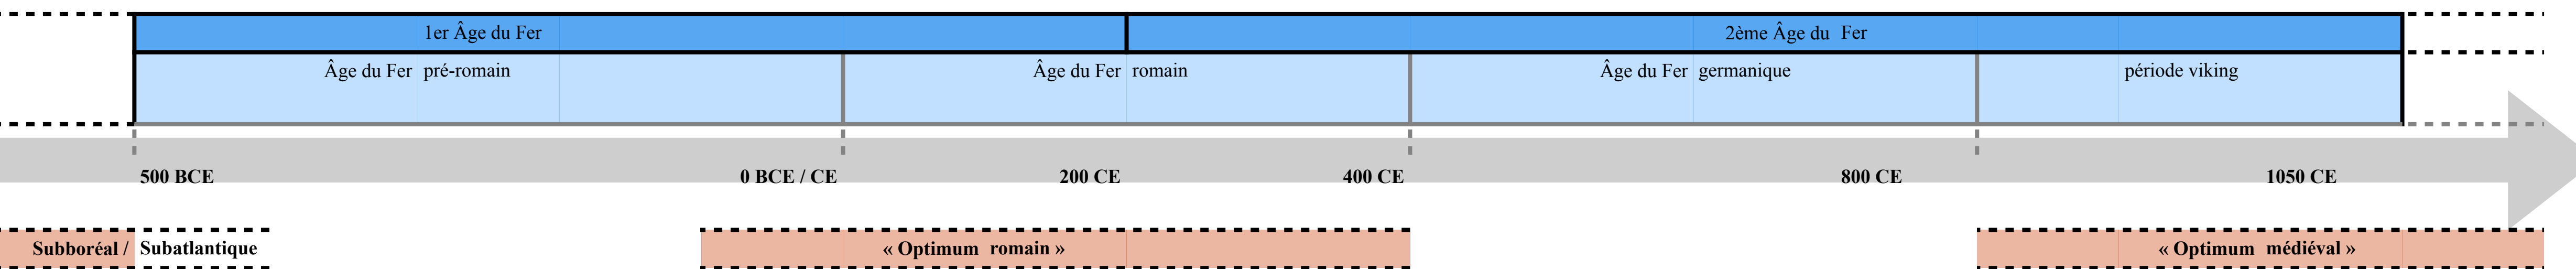 1er Âge du Fer 2ème Âge du Fer
Âge du Fer pré-romain Âge du Fer romain Âge du Fer germanique période viking
500 BCE 0 BCE / CE 200 CE 400 CE 800 CE 1050 CE
Subboréal / Subatlantique « Optimum romain » « Optimum médiéval »